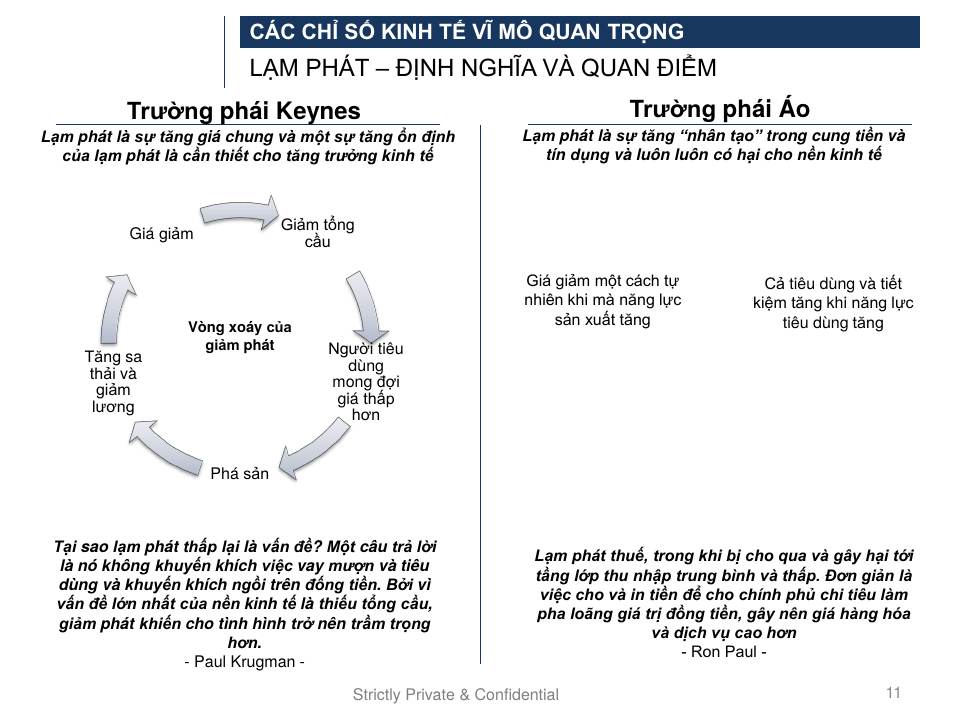 CÁC CHỈ SỐ KINH TẾ VĨ MÔ QUAN TRỌNG
LẠM PHÁT – ĐỊNH NGHĨA VÀ QUAN ĐIỂM
Trường phái Keynes
Lạm phát là sự tăng giá chung và một sự tăng ổn định
của lạm phát là cần thiết cho tăng trưởng kinh tế
Giá giảm
Giảm tổng
cầu
Vòng xoáy của
giảm phát
Người tiêu
dùng
mong đợi
giá thấp
hơn
Tăng sa
thải và
giảm
lương
Phá sản
Tại sao lạm phát thấp lại là vấn đề? Một câu trả lời
là nó không khuyến khích việc vay mượn và tiêu
dùng và khuyến khích ngồi trên đống tiền. Bởi vì
vấn đề lớn nhất của nền kinh tế là thiếu tổng cầu,
giảm phát khiến cho tình hình trở nên trầm trọng
hơn.
- Paul Krugman -
Trường phái Áo
Lạm phát là sự tăng “nhân tạo” trong cung tiền và
tín dụng và luôn luôn có hại cho nền kinh tế
Giá giảm một cách tự
nhiên khi mà năng lực
sản xuất tăng
Cả tiêu dùng và tiết
kiệm tăng khi năng lực
tiêu dùng tăng
Lạm phát thuế, trong khi bị cho qua và gây hại tới
tầng lớp thu nhập trung bình và thấp. Đơn giản là
việc cho và in tiền để cho chính phủ chi tiêu làm
pha loãng giá trị đồng tiền, gây nên giá hàng hóa
và dịch vụ cao hơn
- Ron Paul -
Strictly Private & Confidential
11